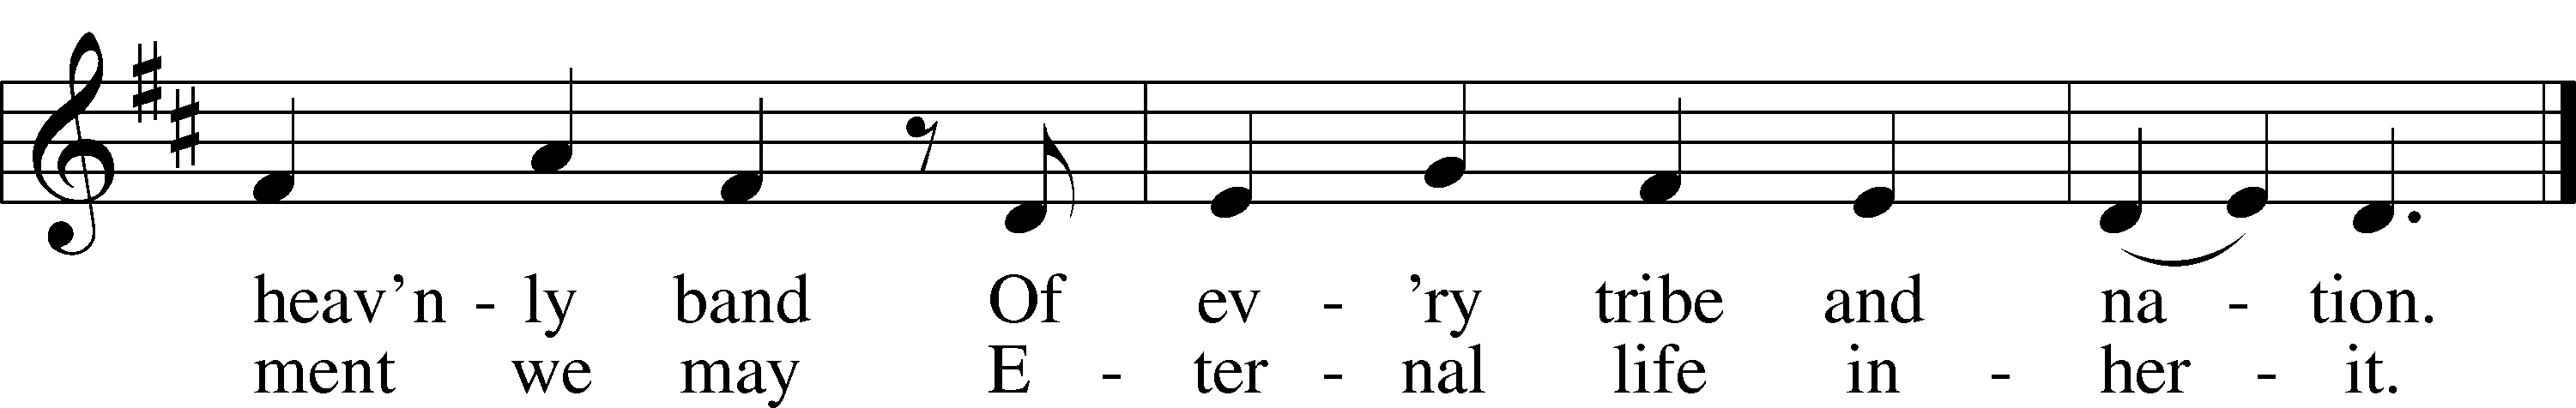 heav’n - ly band Of ev - ’ry tribe and na - tion.
ment we may E - ter - nal life in - her - it.